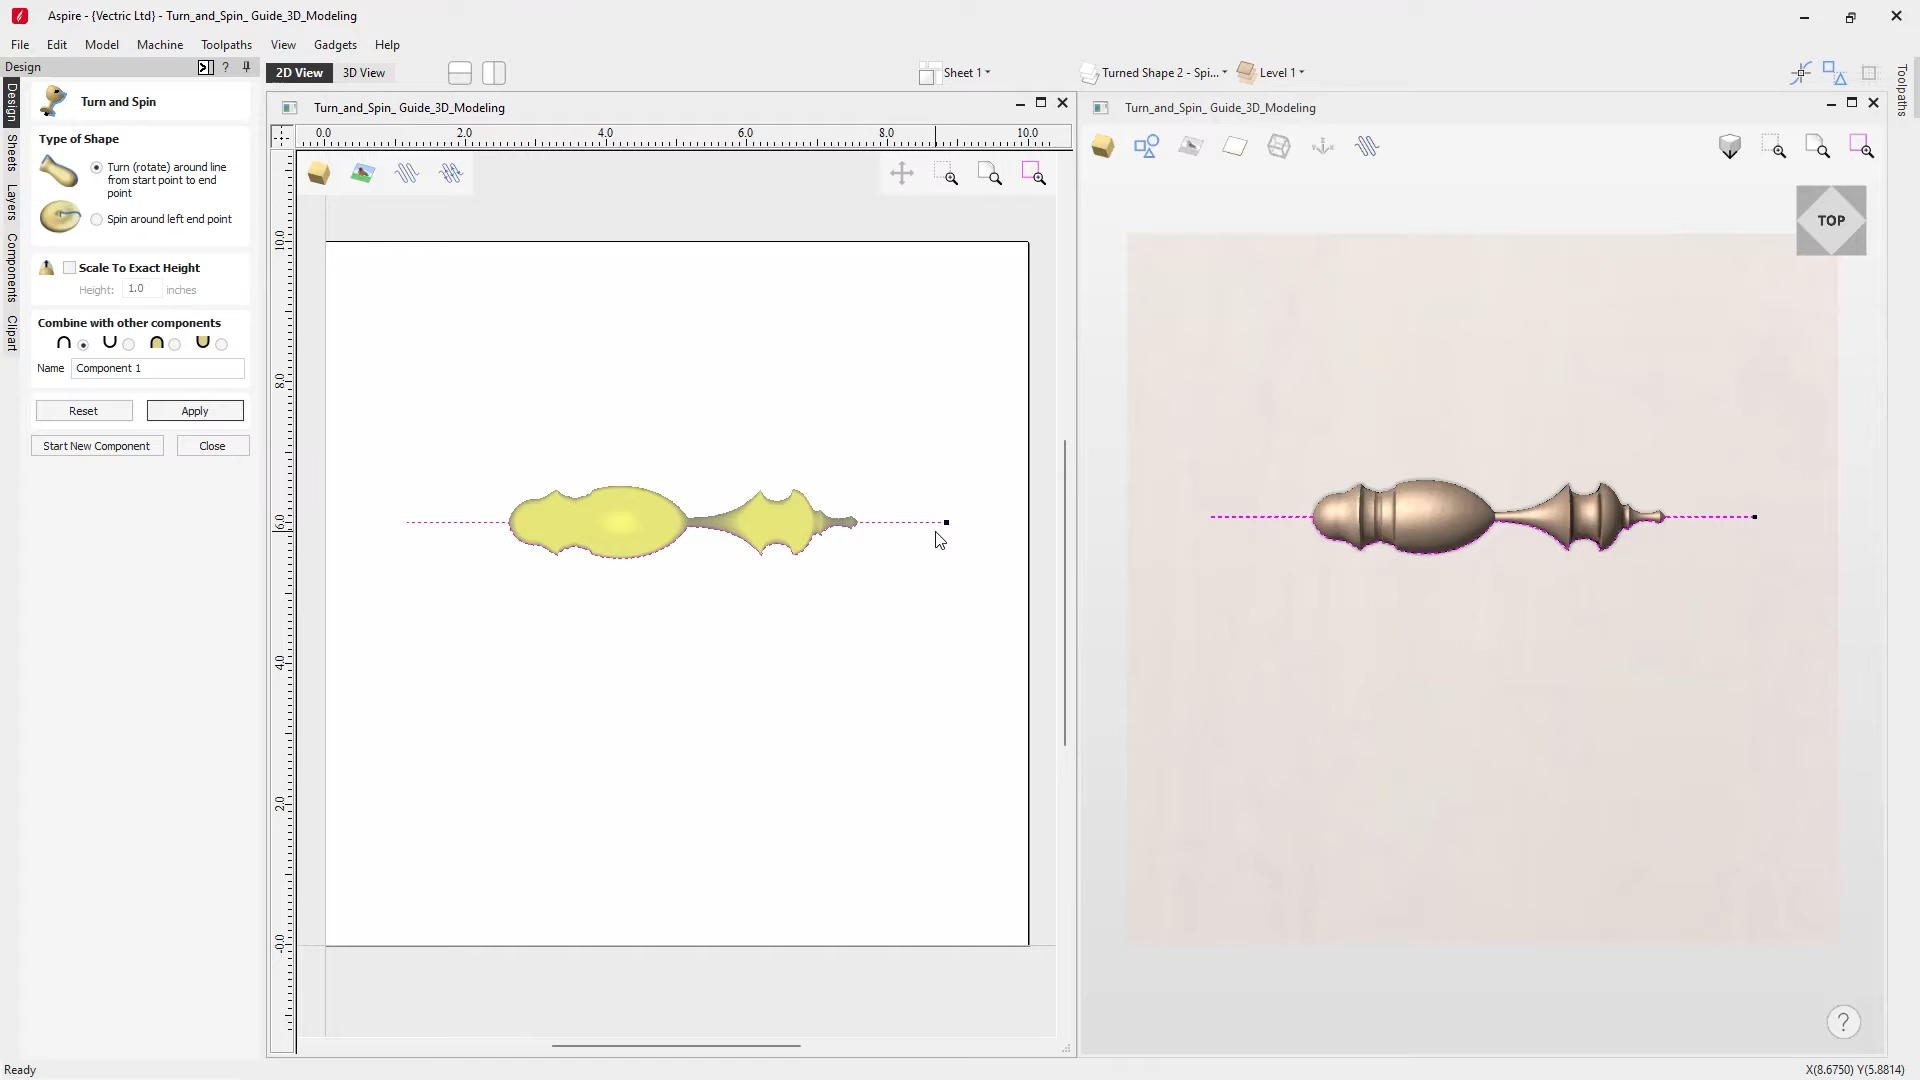 Aspire - {Vectric Ltd} - Turn_and_Spin_ Guide_3D_Modeling
File Edit Model Machine Toolpaths View Gadgets Help
Design
2D View 3D View
Sheet 1
Turned Shape 2 - Spi...
Level 1
Toolpaths
Design
Sheets
Layers
Components
Clipart
Turn and Spin
Type of Shape
Turn (rotate) around line
from start point to end
point
Spin around left end point
Scale To Exact Height
Height: 1.0 inches
Combine with other components
Name Component 1
Reset Apply
Start New Component Close
Turn_and_Spin_ Guide_3D_Modeling
0.0 2.0 4.0 6.0 8.0 10.0
10.0
8.0
6.0
4.0
2.0
-0.0
Turn_and_Spin_ Guide_3D_Modeling
TOP
?
Ready
X(8.6750) Y(5.8814)